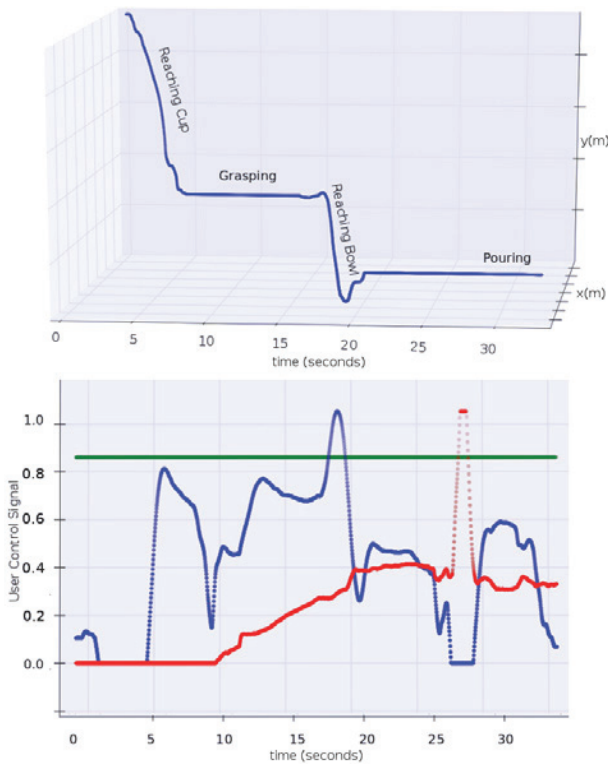 Reaching Cup
Grasping
Reaching Bowl
Pouring
y(m)
x(m)
0 5 10 15 20 25 30
time (seconds)
1.0
0.8
0.6
0.4
0.2
0.0
User Control Signal
0 5 10 15 20 25 30
time (seconds)